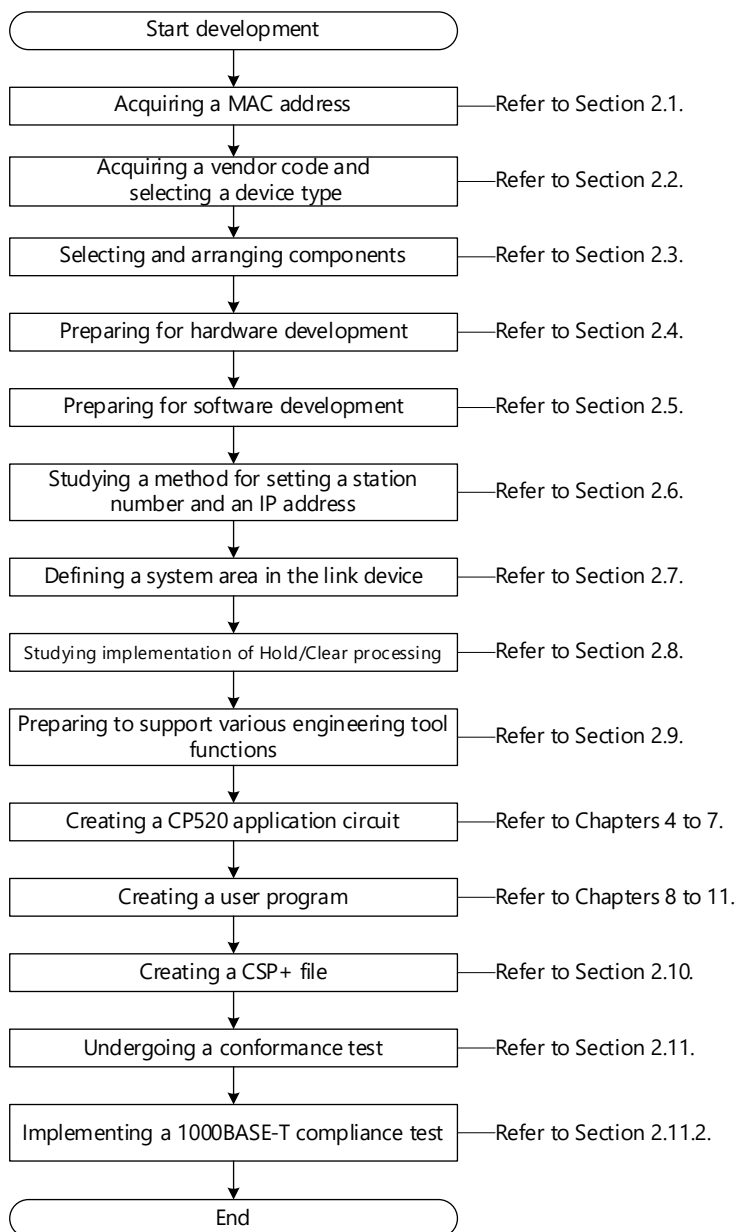 Start development
Acquiring a MAC address
Refer to Section 2.1.
Acquiring a vendor code and
selecting a device type
Refer to Section 2.2.
Selecting and arranging components
Refer to Section 2.3.
Preparing for hardware development
Refer to Section 2.4.
Preparing for software development
Refer to Section 2.5.
Studying a method for setting a station
number and an IP address
Refer to Section 2.6.
Defining a system area in the link device
Refer to Section 2.7.
Studying implementation of Hold/Clear processing
Refer to Section 2.8.
Preparing to support various engineering tool
functions
Refer to Section 2.9.
Creating a CP520 application circuit
Refer to Chapters 4 to 7.
Creating a user program
Refer to Chapters 8 to 11.
Creating a CSP+ file
Refer to Section 2.10.
Undergoing a conformance test
Refer to Section 2.11.
Implementing a 1000BASE-T compliance test
Refer to Section 2.11.2.
End